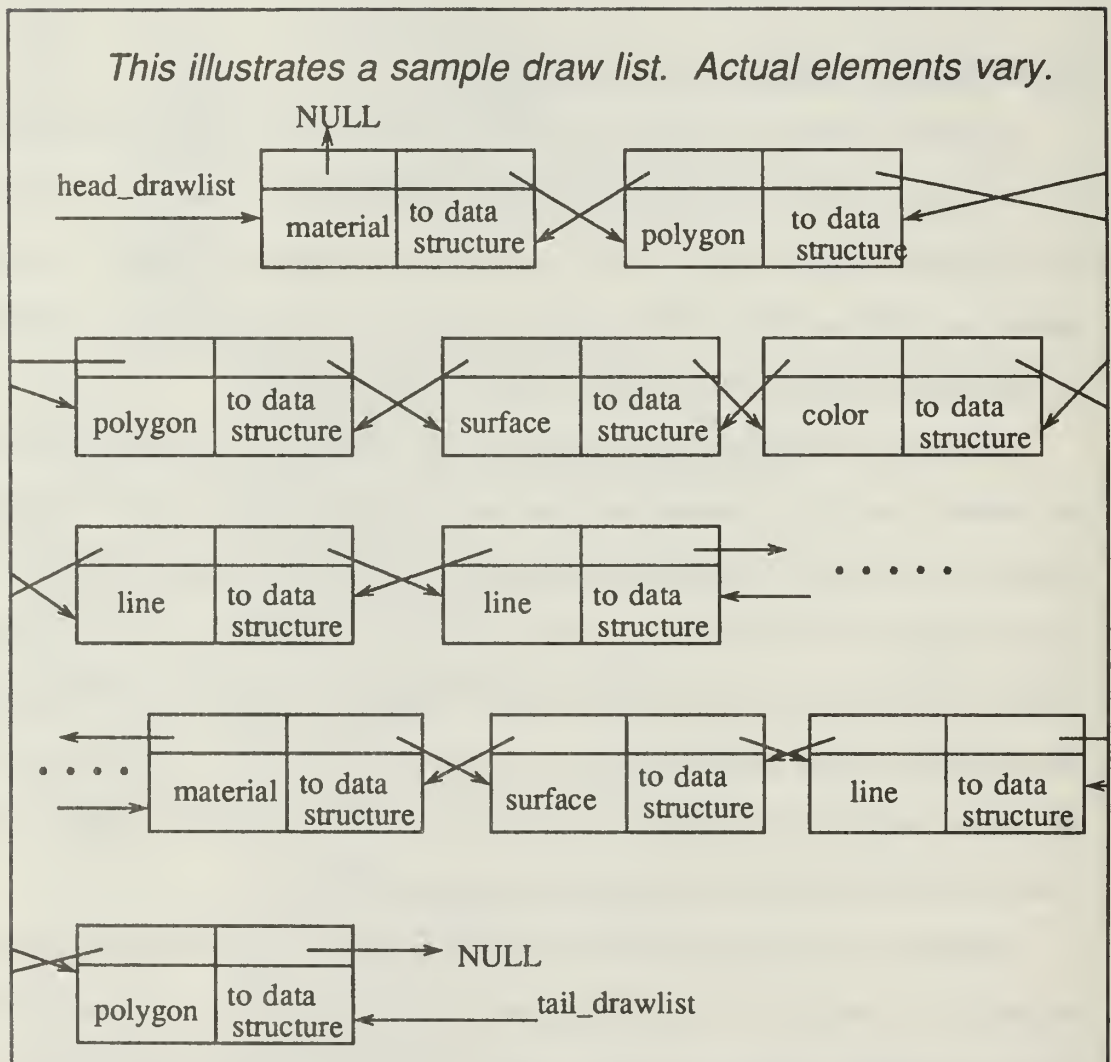 This illustrates a sample draw list. Actual elements vary.
NULL
head_drawlist
material
to data
structure
polygon
to data
structure
polygon
to data
structure
surface
to data
structure
color
to data
structure
line
to data
structure
line
to data
structure
. . . . .
. . . .
material
to data
structure
surface
to data
structure
line
to data
structure
NULL
polygon
to data
structure
tail_drawlist